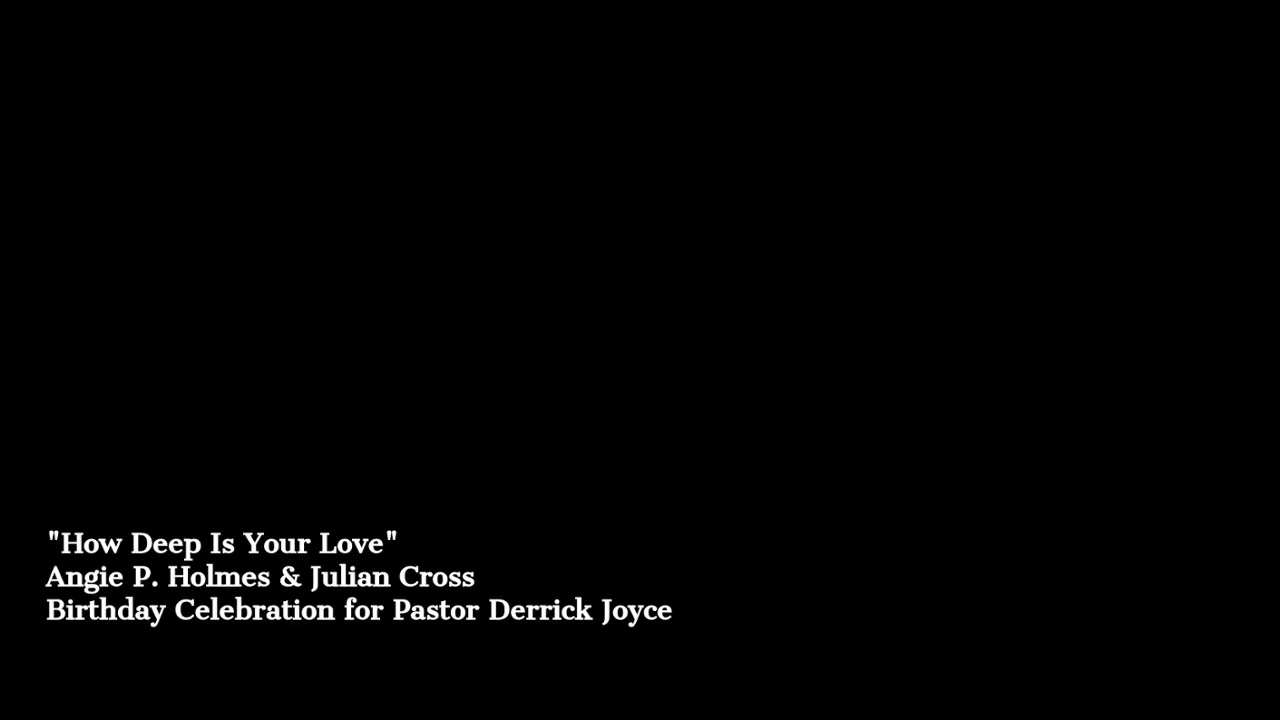 "How Deep Is Your Love"
Angie P. Holmes & Julian Cross
Birthday Celebration for Pastor Derrick Joyce